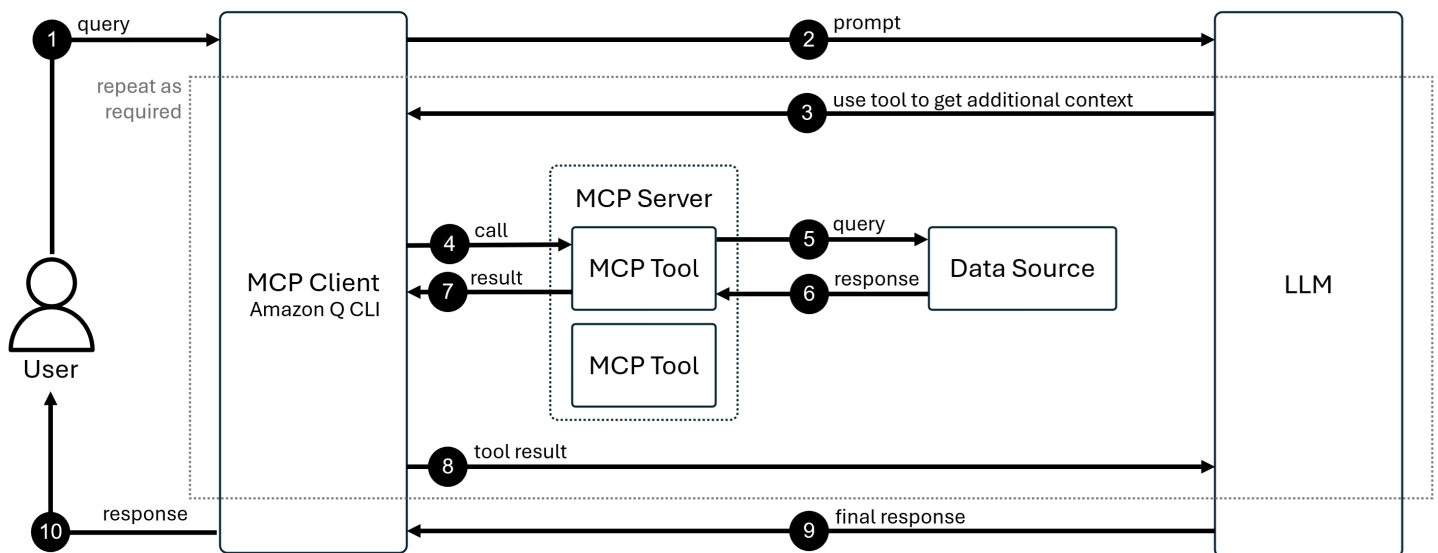 1
query
2
prompt
repeat as
required
3
use tool to get additional context
MCP Server
4
call
5
query
MCP Tool
Data Source
7
result
6
response
MCP Client
Amazon Q CLI
LLM
MCP Tool
User
8
tool result
10
response
9
final response